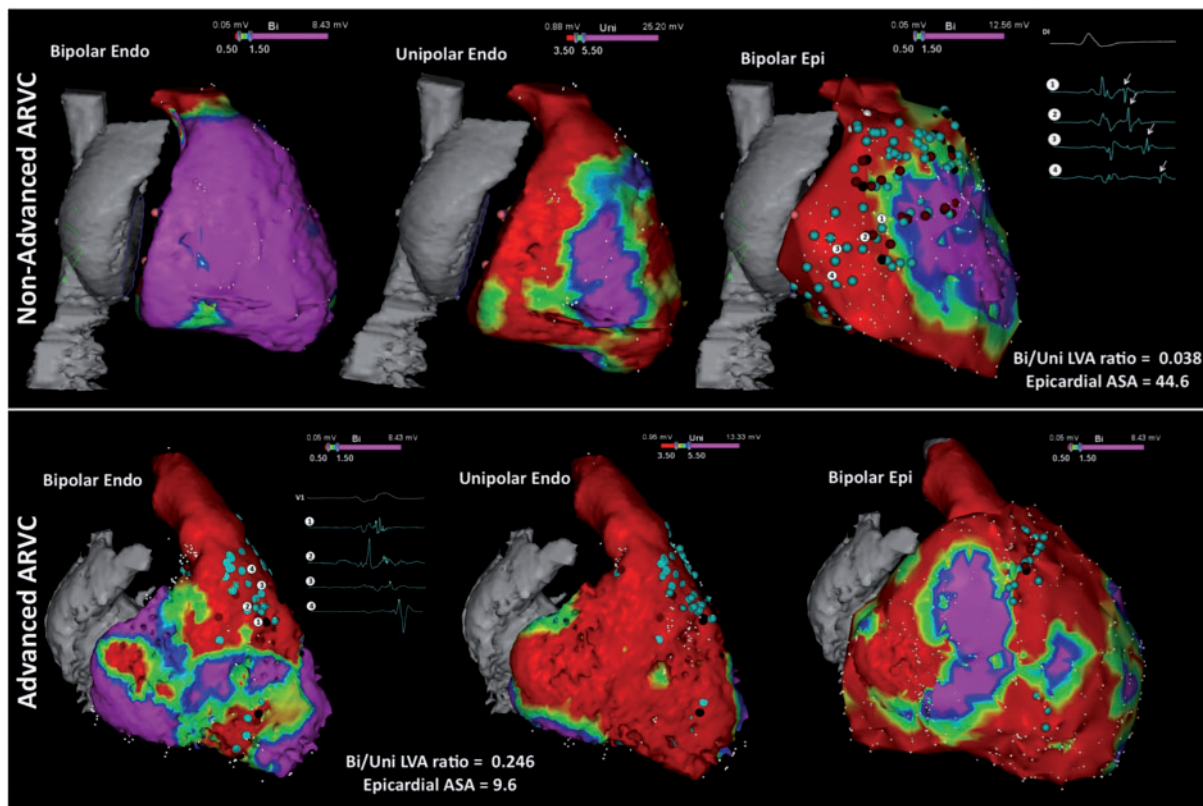 Non-Advanced ARVC
Bipolar Endo
0.05 mV Bi 8.43 mV
0.50 1.50
Unipolar Endo
0.88 mV Uni 25.20 mV
3.50 5.50
Bipolar Epi
0.05 mV Bi 12.56 mV
0.50 1.50
DI
1
2
3
4
1
2
3
4
Bi/Uni LVA ratio = 0.038
Epicardial ASA = 44.6
Advanced ARVC
Bipolar Endo
0.05 mV Bi 8.43 mV
0.50 1.50
V1
1
2
3
4
4
3
2
1
Unipolar Endo
0.96 mV Uni 13.33 mV
3.50 5.50
Bipolar Epi
0.05 mV Bi 8.43 mV
0.50 1.50
Bi/Uni LVA ratio = 0.246
Epicardial ASA = 9.6